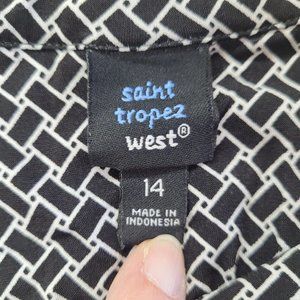 saint
tropez
west®
14
MADE IN
INDONESIA